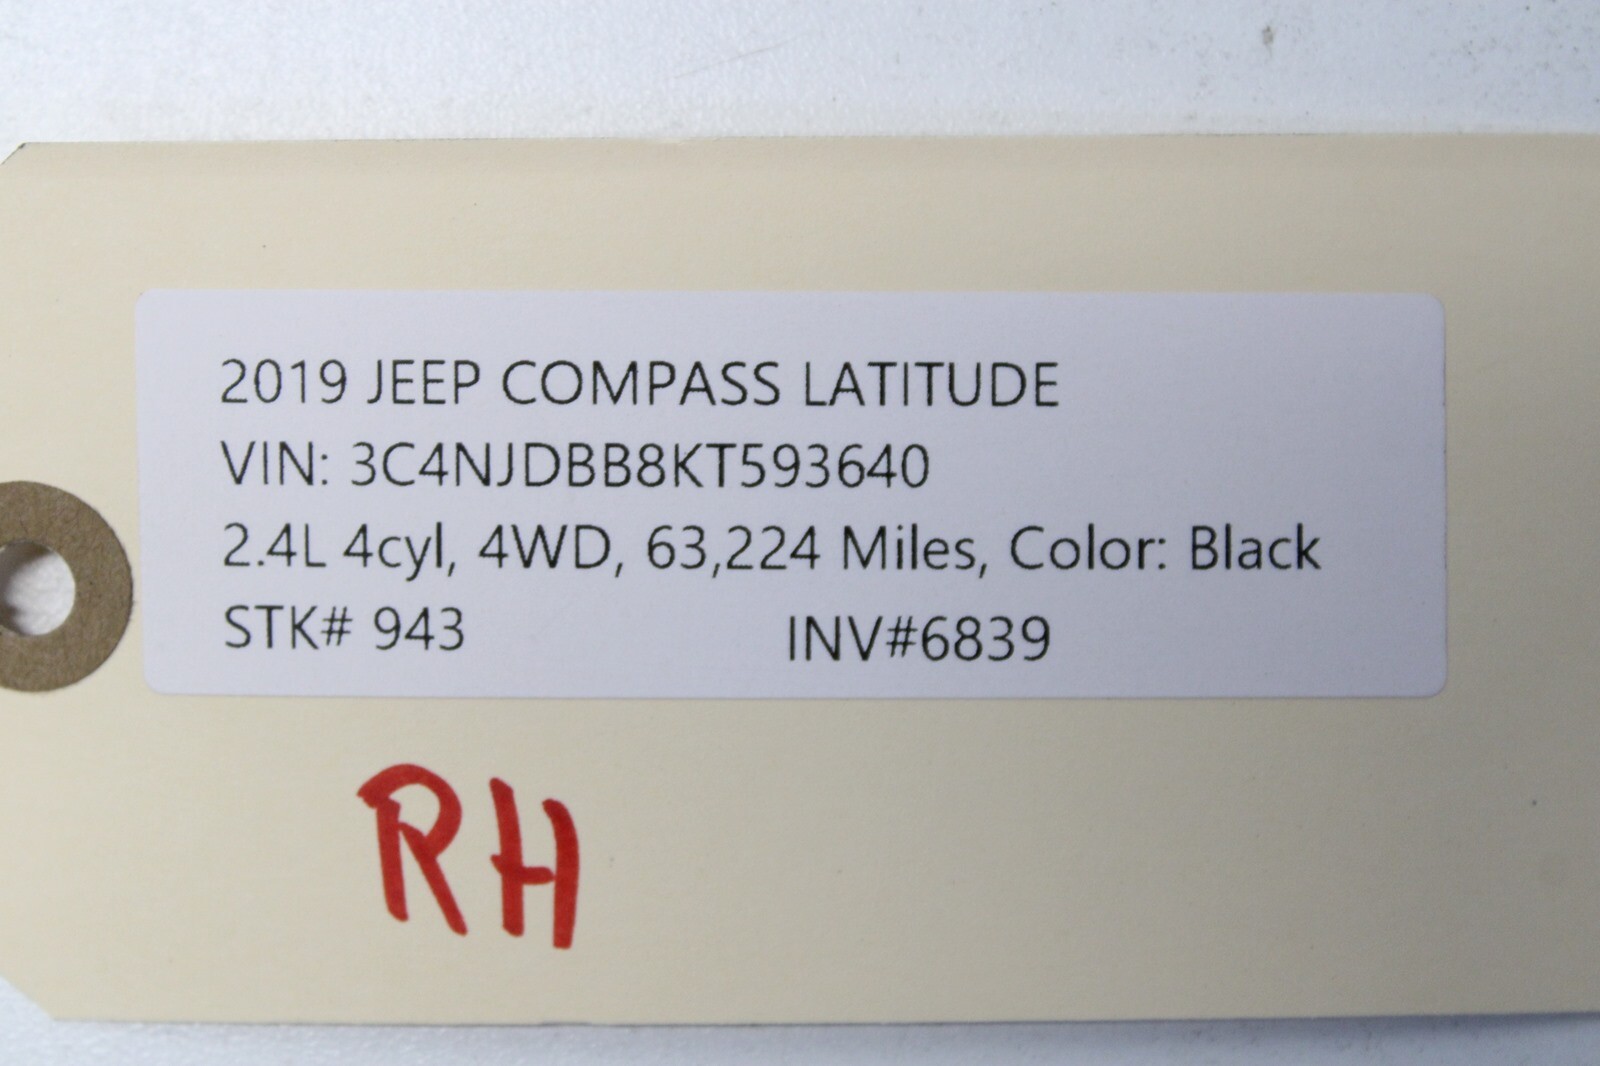 2019 JEEP COMPASS LATITUDE
VIN: 3C4NJDBB8KT593640
2.4L 4cyl, 4WD, 63,224 Miles, Color: Black
STK# 943 INV#6839
RH